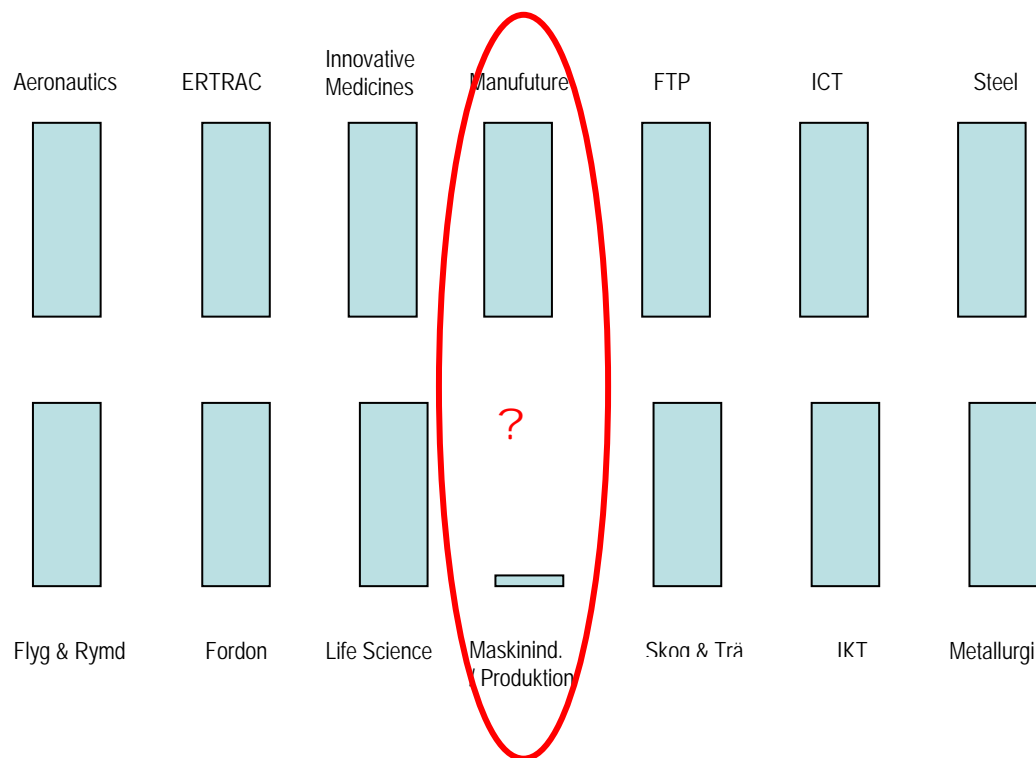 Aeronautics
ERTRAC
Innovative
Medicines
Manufuture
FTP
ICT
Steel
?
Flyg & Rymd
Fordon
Life Science
Maskinind.
/ Produktion
Skog & Trä
IKT
Metallurgi